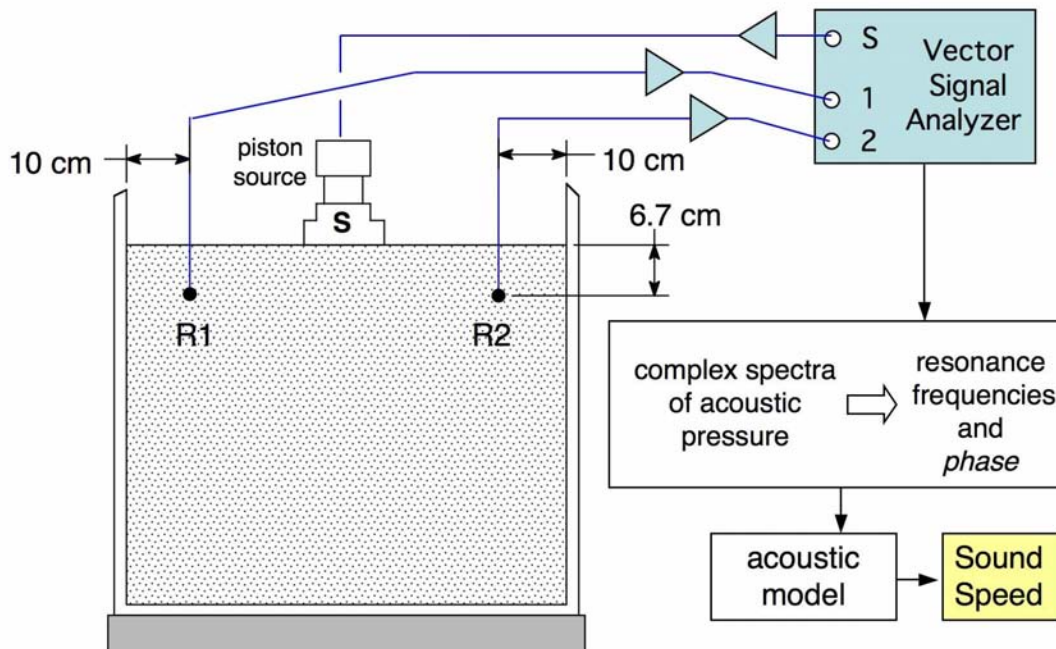 S
Vector
Signal
Analyzer
1
2
10 cm
piston
source
10 cm
6.7 cm
S
R1
R2
complex spectra
of acoustic
pressure
resonance
frequencies
and
phase
acoustic
model
Sound
Speed